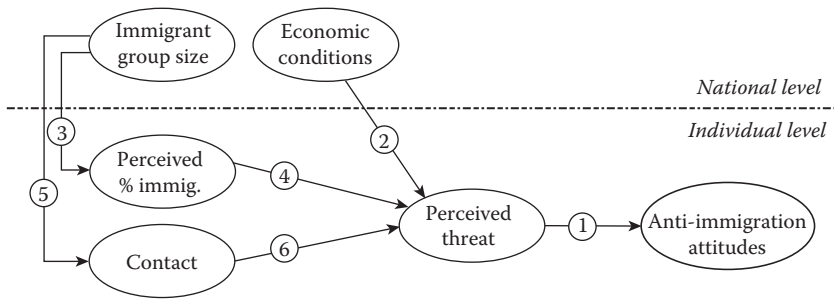 Immigrant
group size
Economic
conditions
National level
Individual level
3
2
Perceived
% immig.
4
5
Perceived
threat
1
Anti-immigration
attitudes
Contact
6